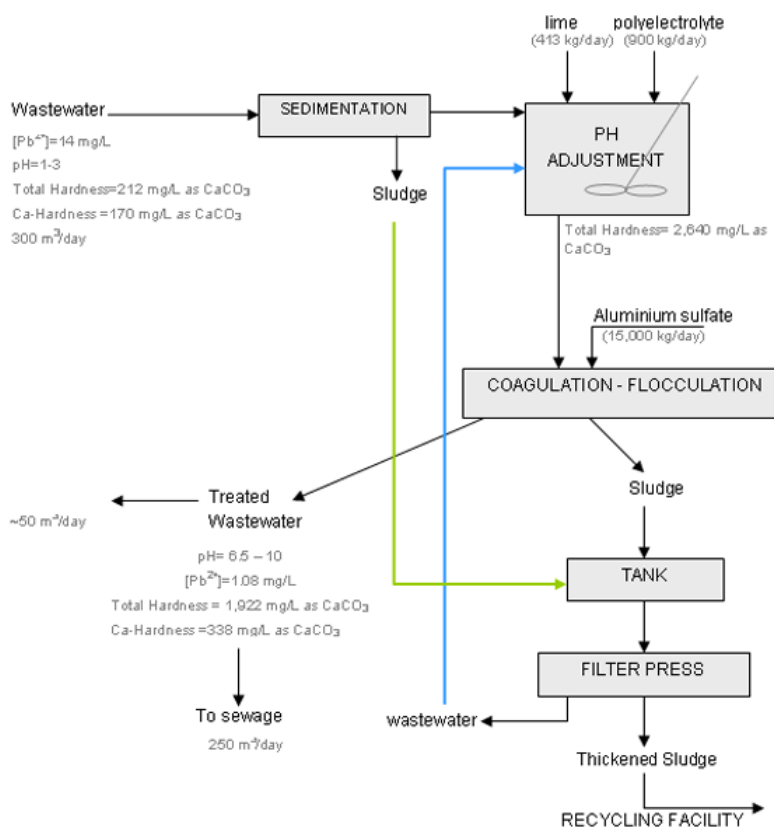 lime
(413 kg/day)
polyelectrolyte
(900 kg/day)
Wastewater
SEDIMENTATION
PH
ADJUSTMENT
[Pb²⁺]=14 mg/L
pH=1-3
Total Hardness=212 mg/L as CaCO₃
Ca-Hardness =170 mg/L as CaCO₃
300 m³/day
Sludge
Total Hardness= 2,640 mg/L as
CaCO₃
Aluminium sulfate
(15,000 kg/day)
COAGULATION - FLOCCULATION
Sludge
~50 m³/day
Treated
Wastewater
pH= 6.5 – 10
[Pb²⁺]=1.08 mg/L
Total Hardness = 1,922 mg/L as CaCO₃
Ca-Hardness =338 mg/L as CaCO₃
TANK
FILTER PRESS
To sewage
250 m³/day
wastewater
Thickened Sludge
RECYCLING FACILITY